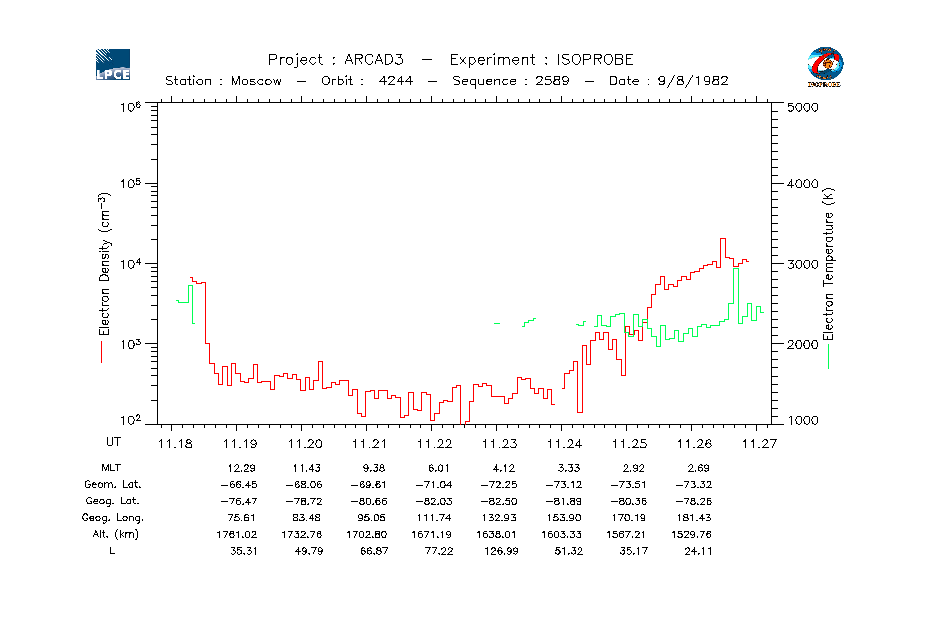 LPCE
Project : ARCAD3 – Experiment : ISOPROBE
Station : Moscow – Orbit : 4244 – Sequence : 2589 – Date : 9/8/1982
ISOPROBE
10^6
10^5
10^4
10^3
10^2
Electron Density (cm^-3)
5000
4000
3000
2000
1000
Electron Temperature (K)
UT 11.18 11.19 11.20 11.21 11.22 11.23 11.24 11.25 11.26 11.27
MLT 12.29 11.43 9.38 6.01 4.12 3.33 2.92 2.69
Geom. Lat. −66.45 −68.06 −69.61 −71.04 −72.25 −73.12 −73.51 −73.32
Geog. Lat. −76.47 −78.72 −80.66 −82.03 −82.50 −81.89 −80.36 −78.26
Geog. Long. 75.61 83.48 95.05 111.74 132.93 153.90 170.19 181.43
Alt. (km) 1761.02 1732.76 1702.80 1671.19 1638.01 1603.33 1567.21 1529.76
L 35.31 49.79 66.87 77.22 126.99 51.32 35.17 24.11